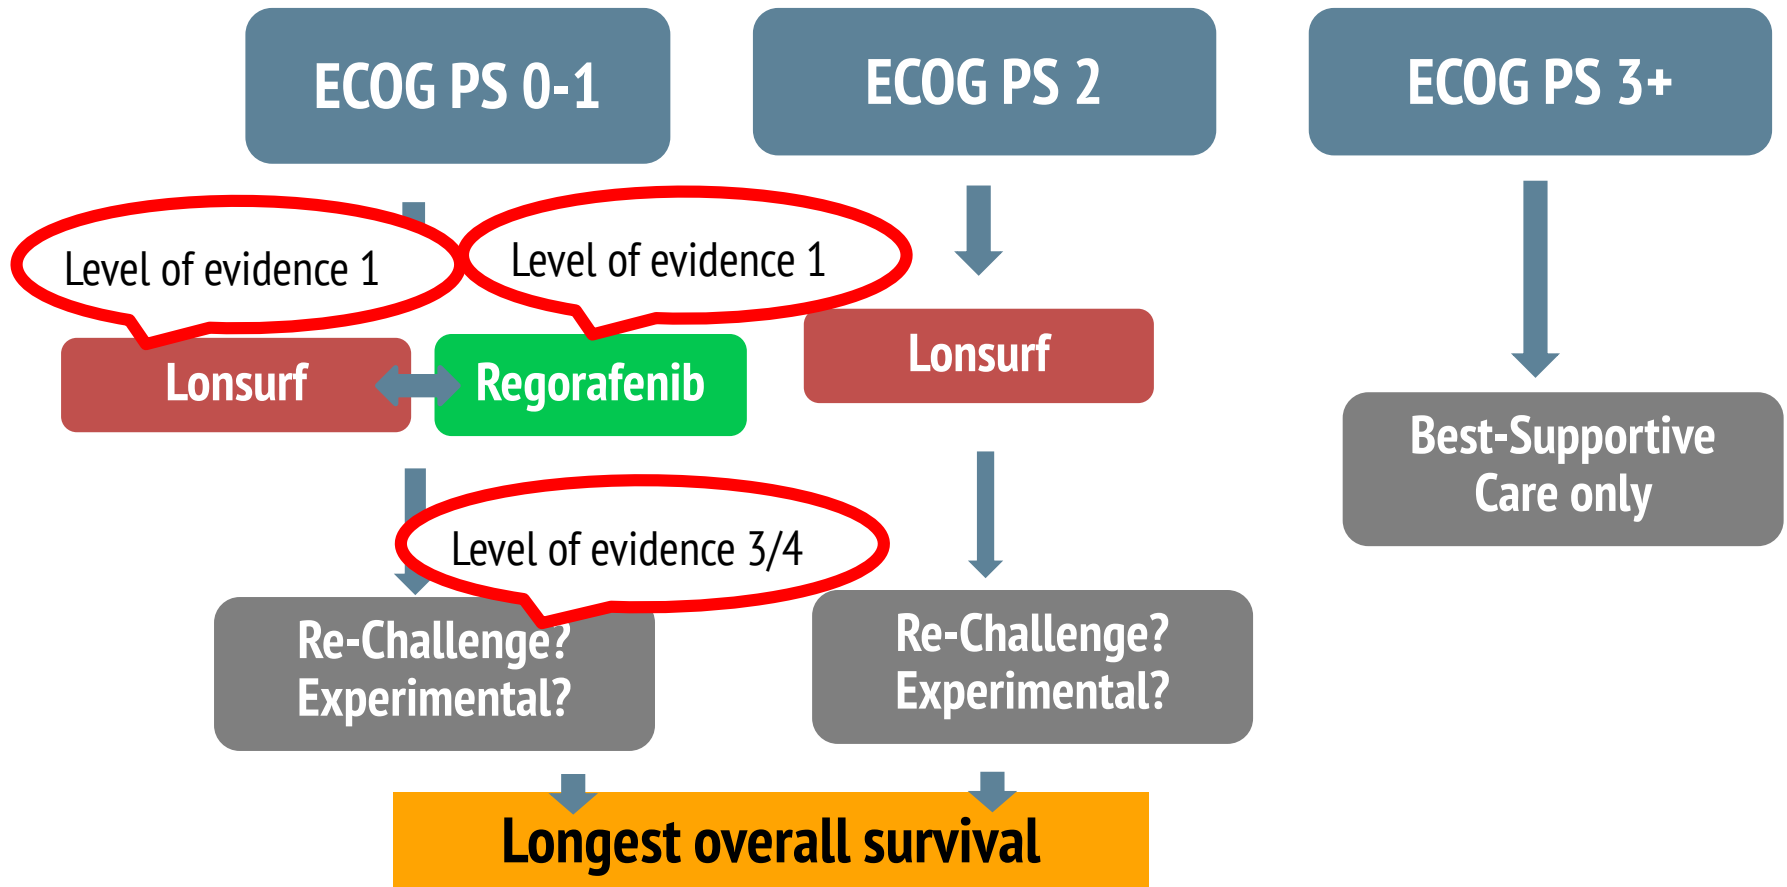 ECOG PS 0-1
ECOG PS 2
ECOG PS 3+
Level of evidence 1
Level of evidence 1
Lonsurf
Regorafenib
Lonsurf
Best-Supportive
Care only
Level of evidence 3/4
Re-Challenge?
Experimental?
Re-Challenge?
Experimental?
Longest overall survival